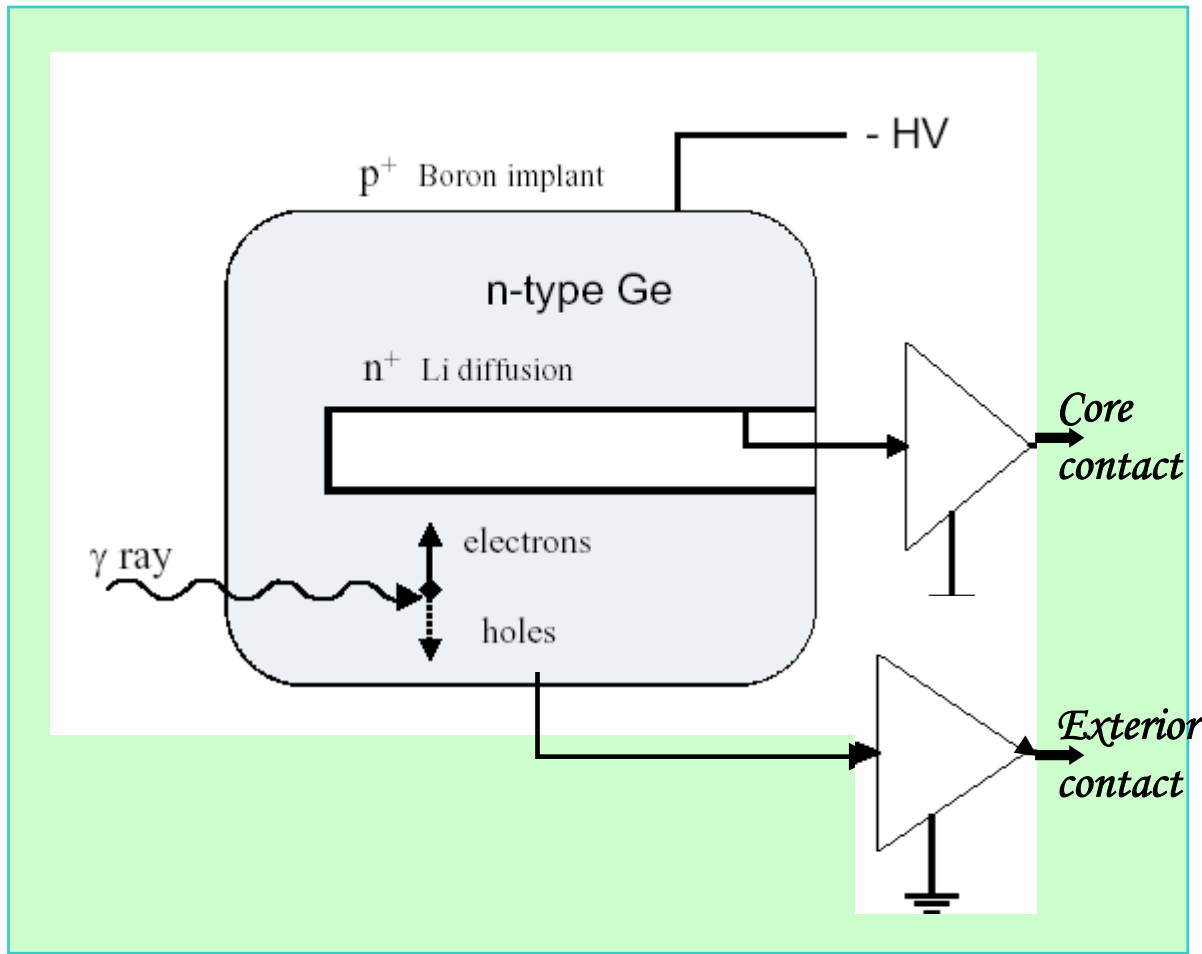 - HV
p⁺ Boron implant
n-type Ge
n⁺ Li diffusion
Core
contact
electrons
γ ray
holes
Exterior
contact